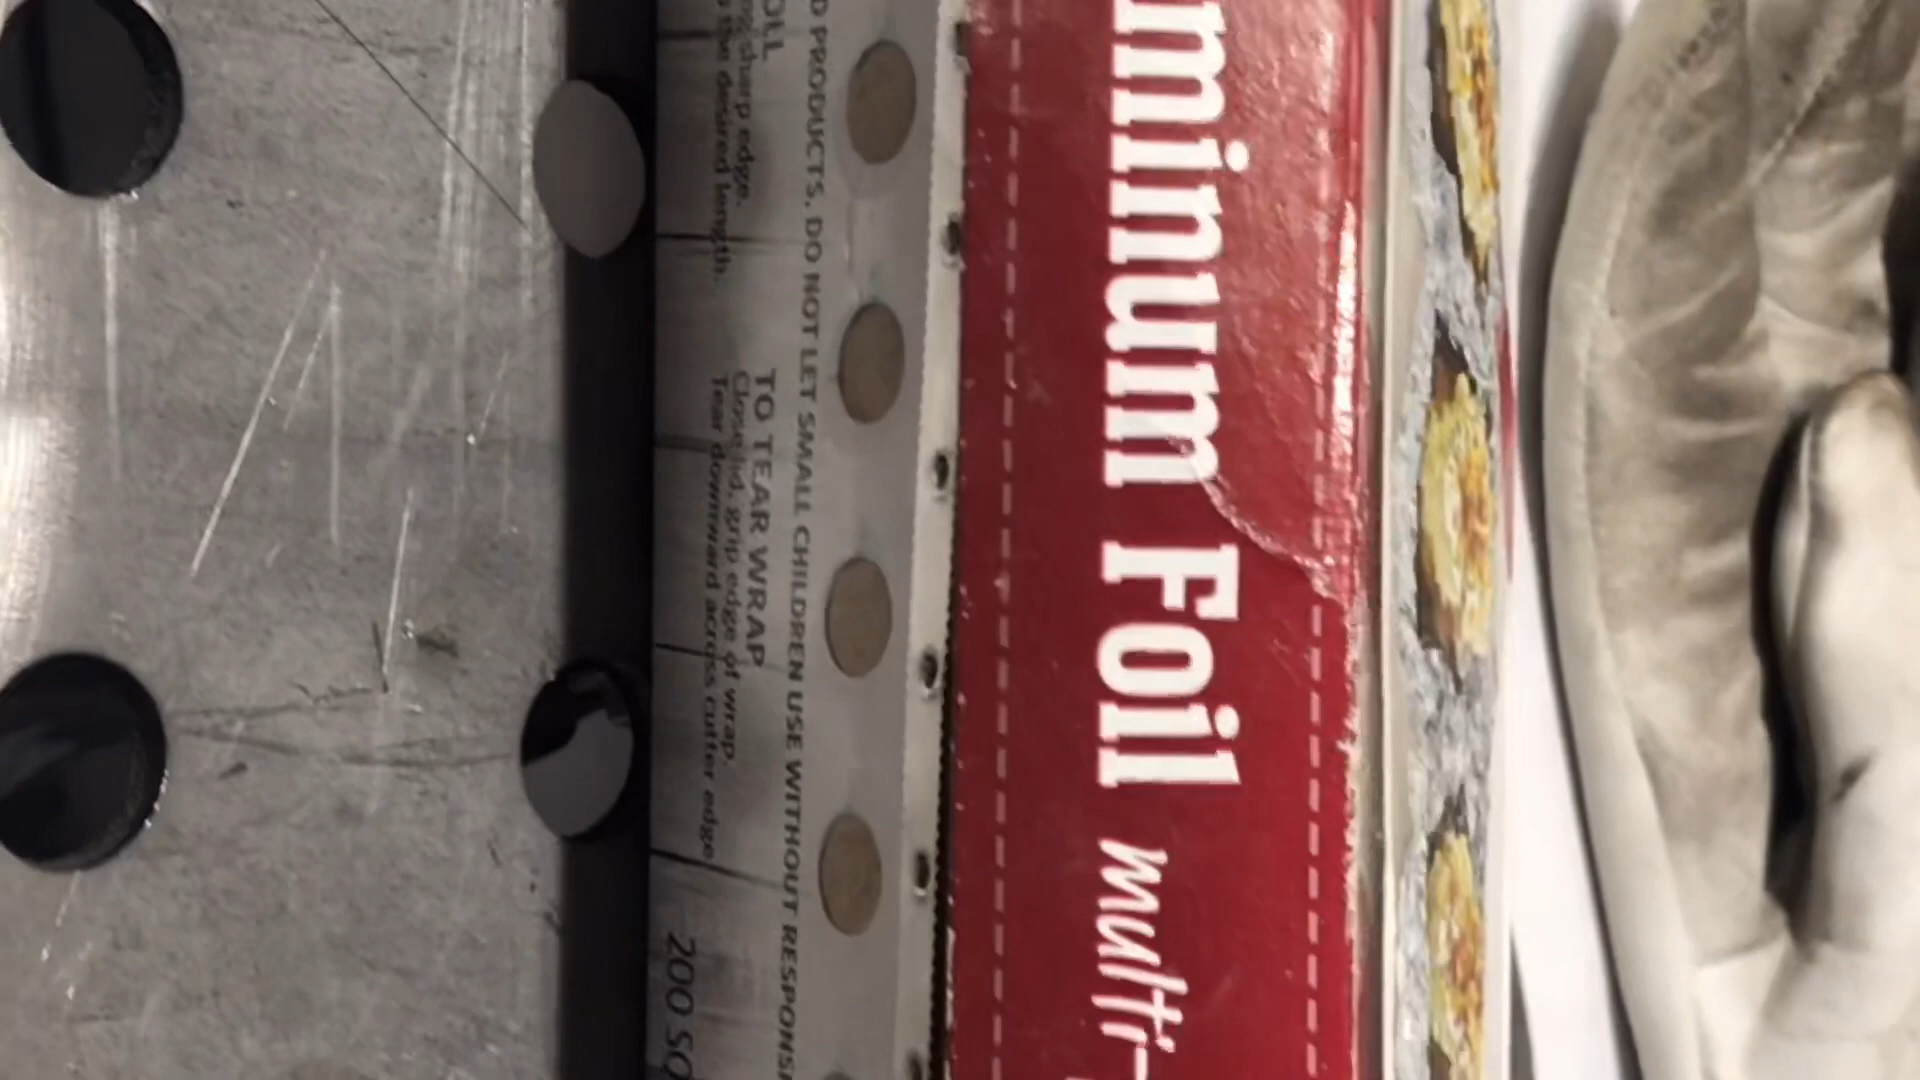 minum Foil multi-
D PRODUCTS. DO NOT LET SMALL CHILDREN USE WITHOUT RESPONSI
OLL
sharp edge.
the desired length.
TO TEAR WRAP
Close lid, grip edge of wrap.
Tear downward across cutter edge
200 SQ